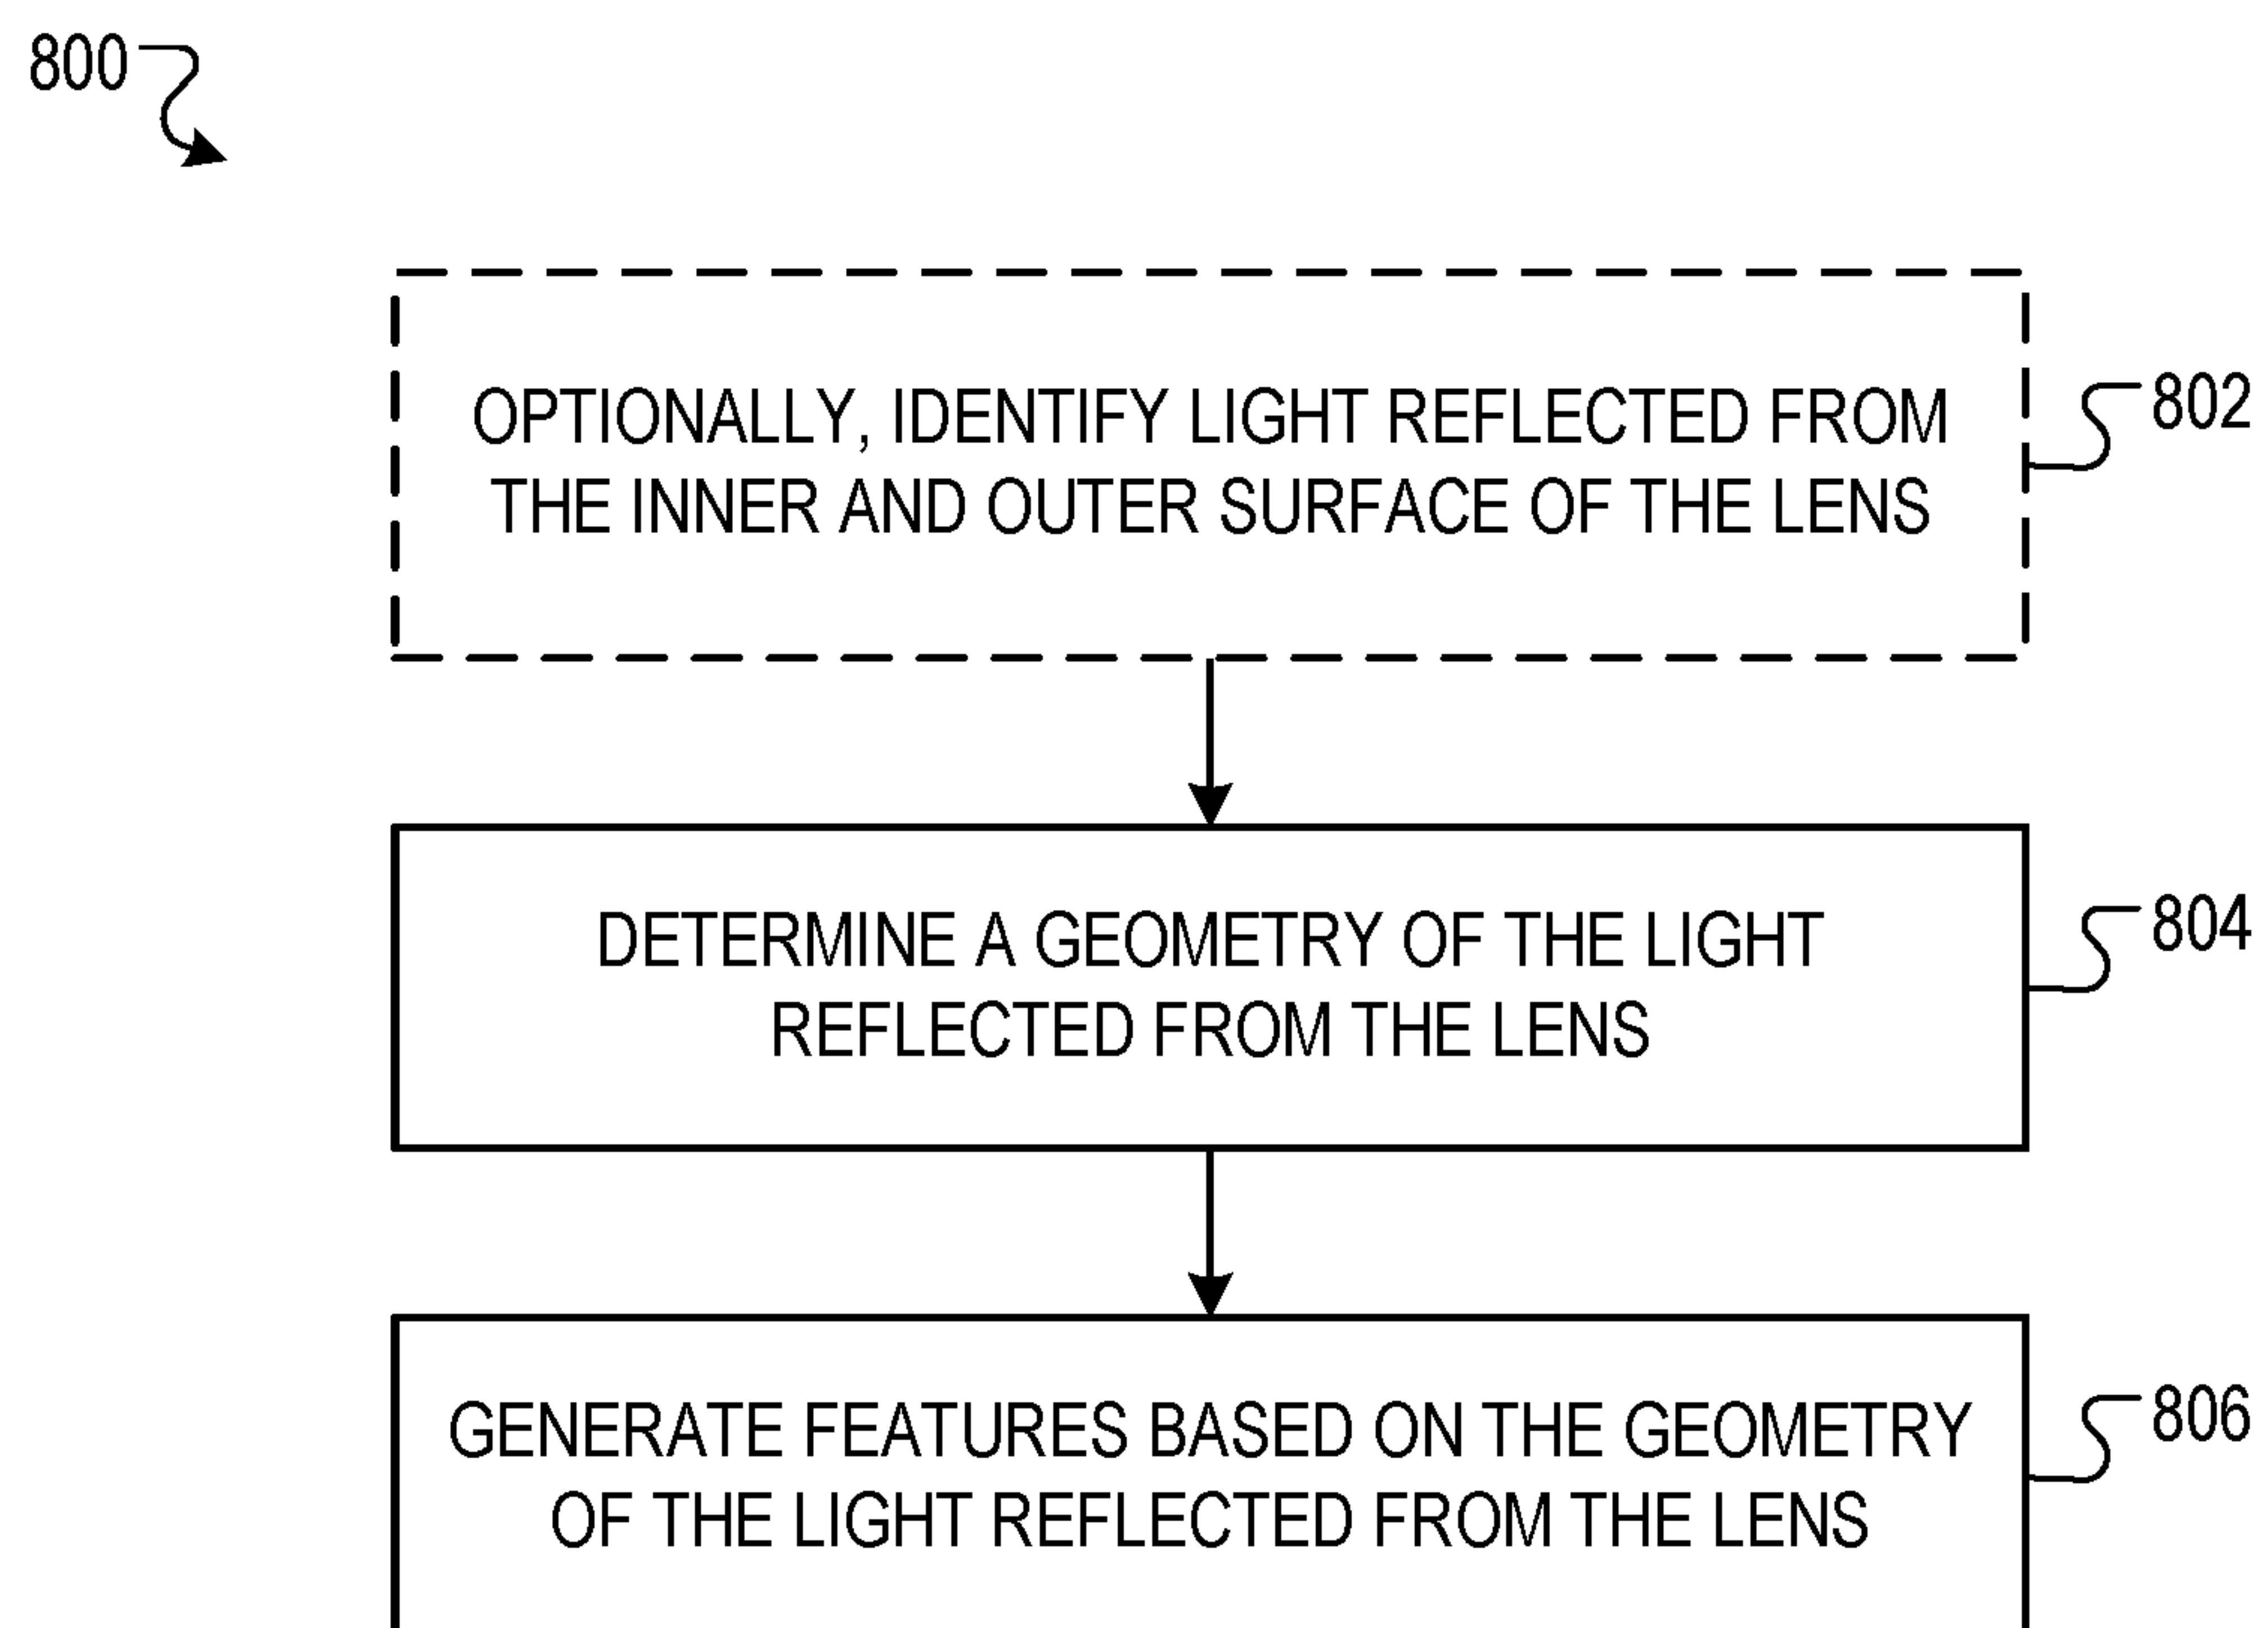 800
OPTIONALLY, IDENTIFY LIGHT REFLECTED FROM
THE INNER AND OUTER SURFACE OF THE LENS
802
DETERMINE A GEOMETRY OF THE LIGHT
REFLECTED FROM THE LENS
804
GENERATE FEATURES BASED ON THE GEOMETRY
OF THE LIGHT REFLECTED FROM THE LENS
806